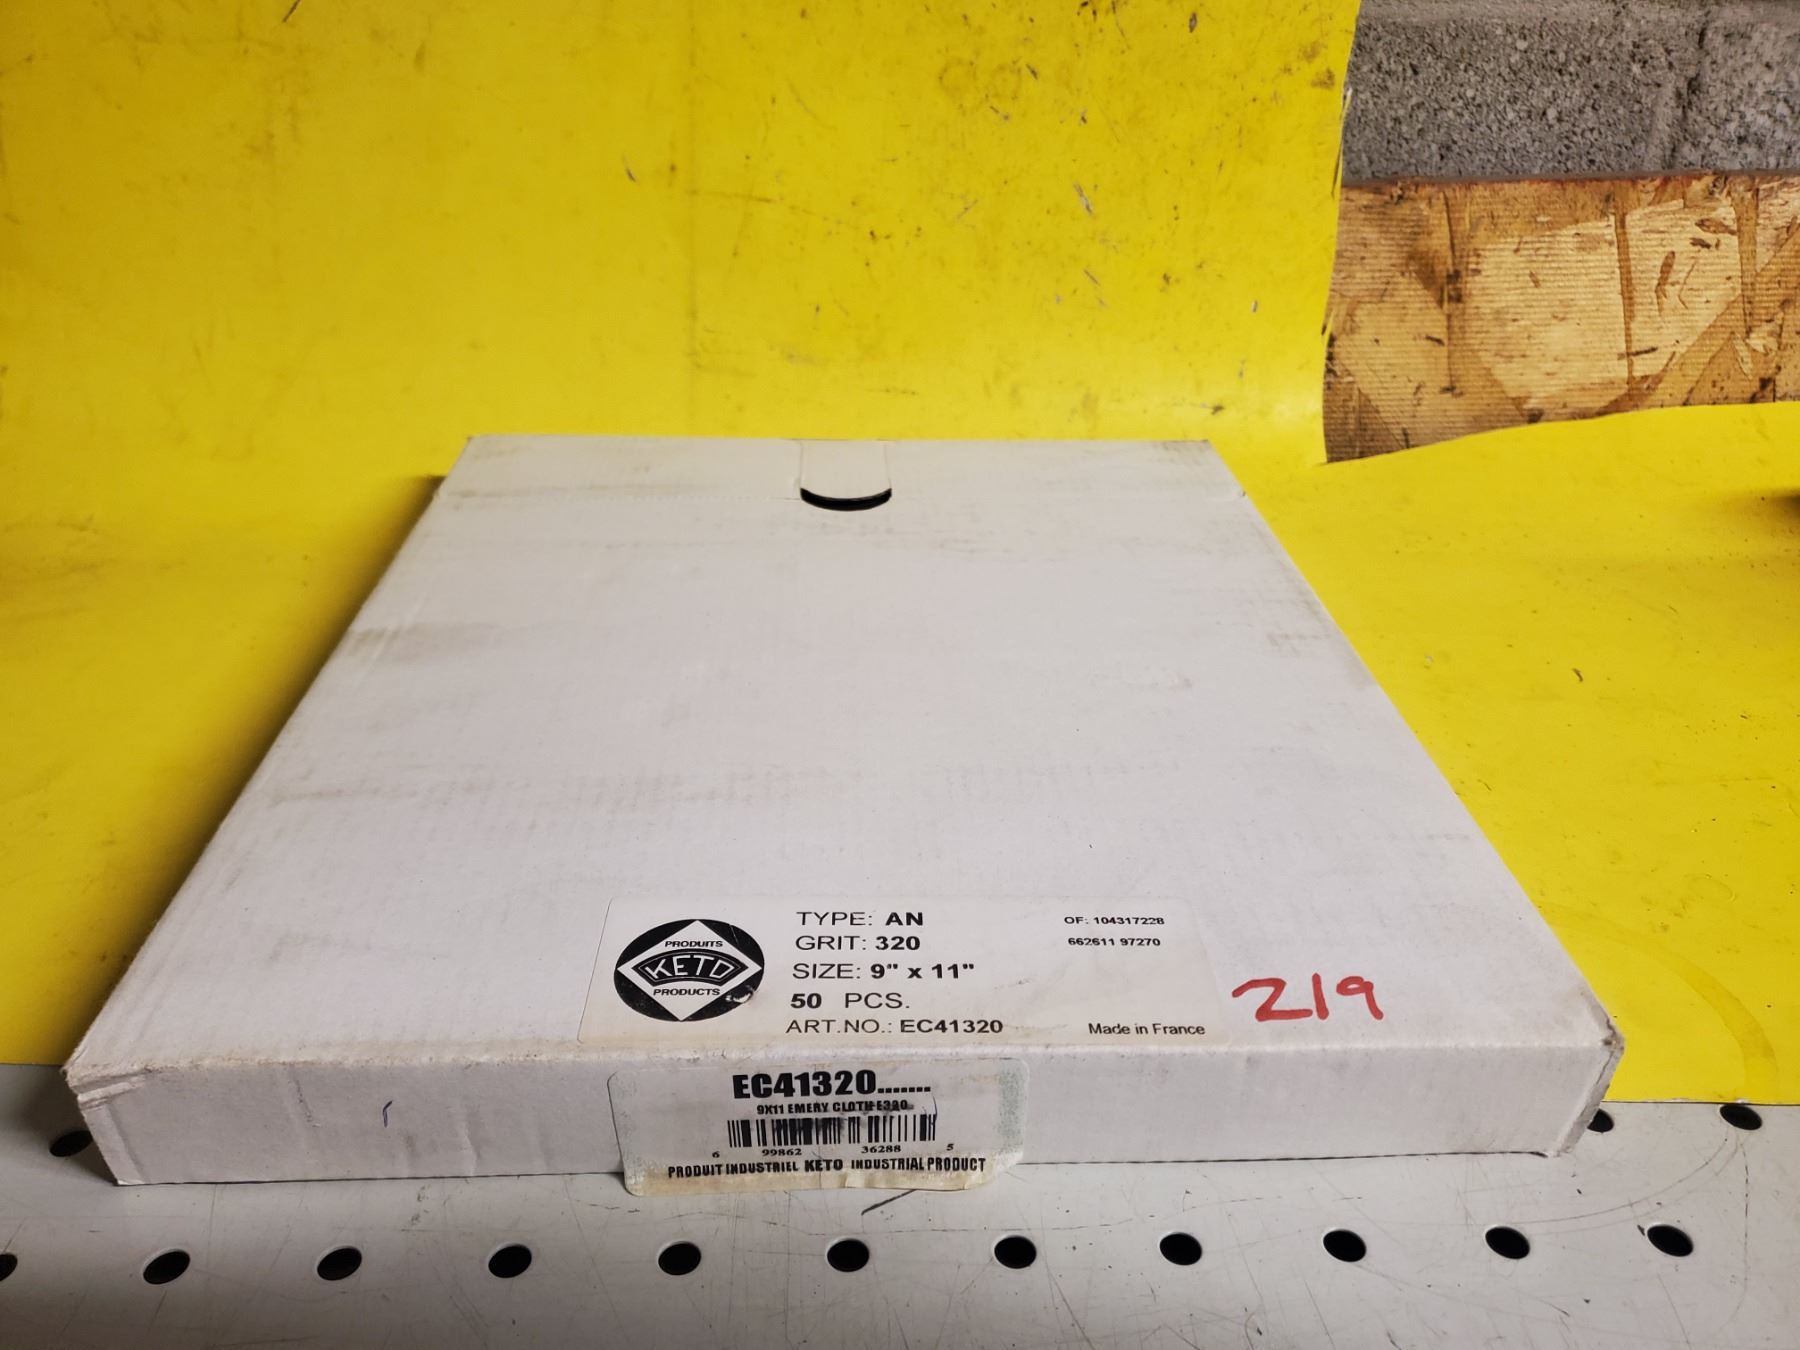 PRODUITS
KETO
PRODUCTS
TYPE: AN
GRIT: 320
SIZE: 9" x 11"
50 PCS.
ART.NO.: EC41320
OF: 104317228
662611 97270
Made in France
219
EC41320.......
9X11 EMERY CLOTH E320
6 99862 36288 5
PRODUIT INDUSTRIEL KETO INDUSTRIAL PRODUCT